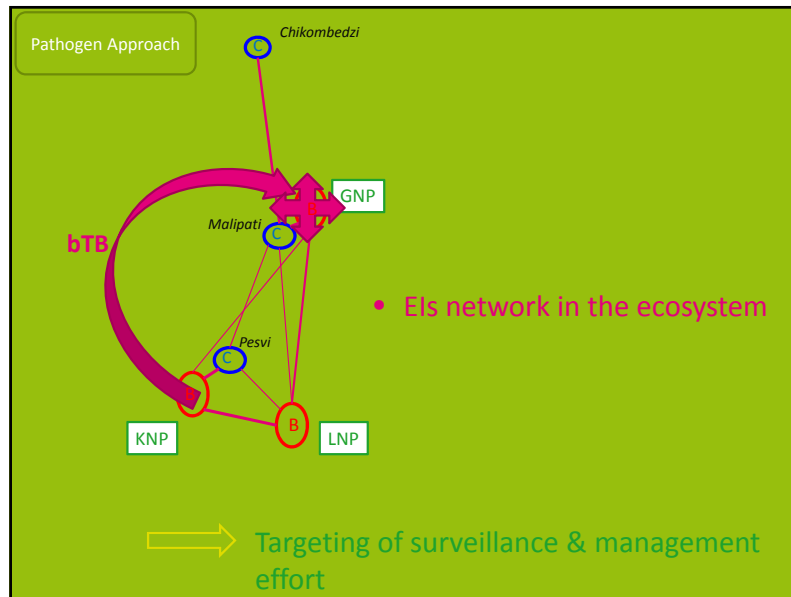 Pathogen Approach
Chikombedzi
C
GNP
B
Malipati
C
bTB
• EIs network in the ecosystem
Pesvi
C
B
B
KNP
LNP
Targeting of surveillance & management
effort